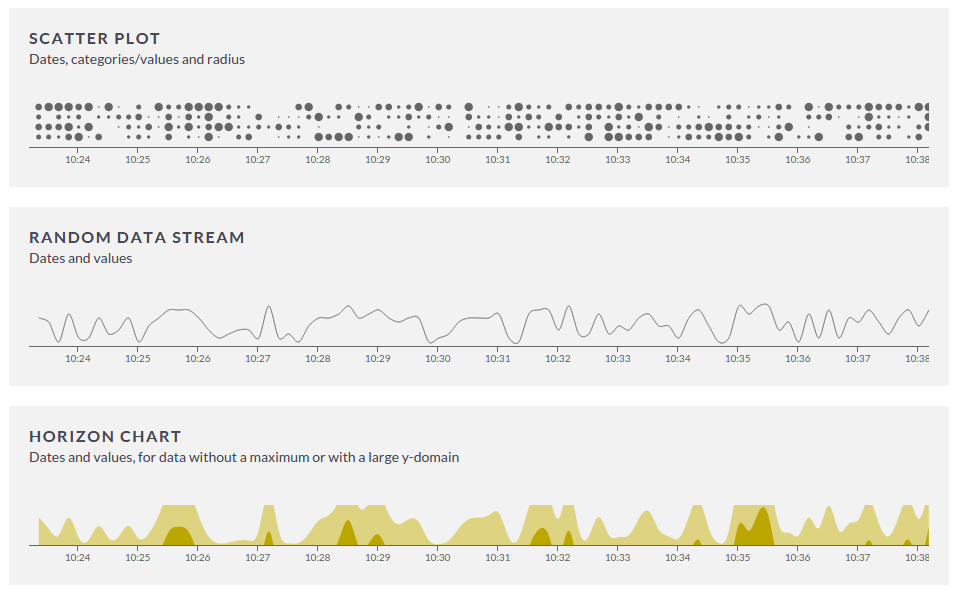 SCATTER PLOT
Dates, categories/values and radius
10:24 10:25 10:26 10:27 10:28 10:29 10:30 10:31 10:32 10:33 10:34 10:35 10:36 10:37 10:38
RANDOM DATA STREAM
Dates and values
10:24 10:25 10:26 10:27 10:28 10:29 10:30 10:31 10:32 10:33 10:34 10:35 10:36 10:37 10:38
HORIZON CHART
Dates and values, for data without a maximum or with a large y-domain
10:24 10:25 10:26 10:27 10:28 10:29 10:30 10:31 10:32 10:33 10:34 10:35 10:36 10:37 10:38